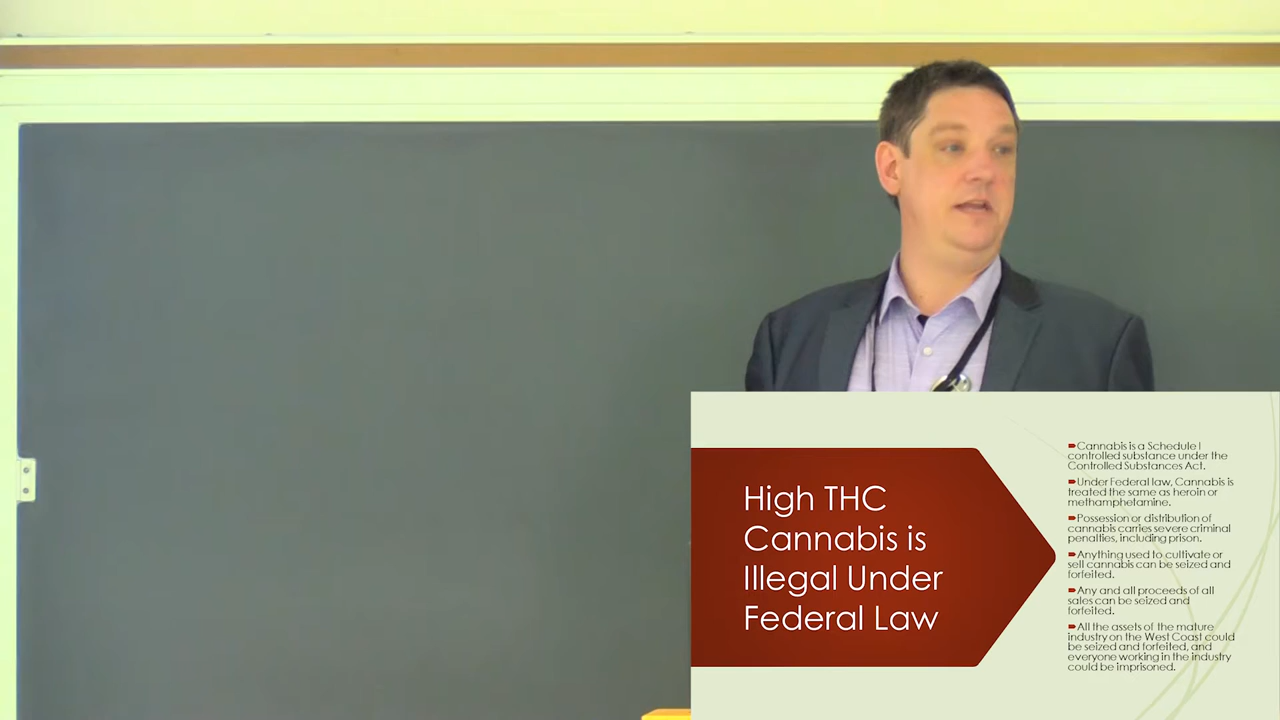 High THC
Cannabis is
Illegal Under
Federal Law
Cannabis is a Schedule I
controlled substance under the
Controlled Substances Act.
Under Federal law, Cannabis is
treated the same as heroin or
methamphetamine.
Possession or distribution of
cannabis carries severe criminal
penalties, including prison.
Anything used to cultivate or
sell cannabis can be seized and
forfeited.
Any and all proceeds of all
sales can be seized and
forfeited.
All the assets of the mature
industry on the West Coast could
be seized and forfeited, and
everyone working in the industry
could be imprisoned.